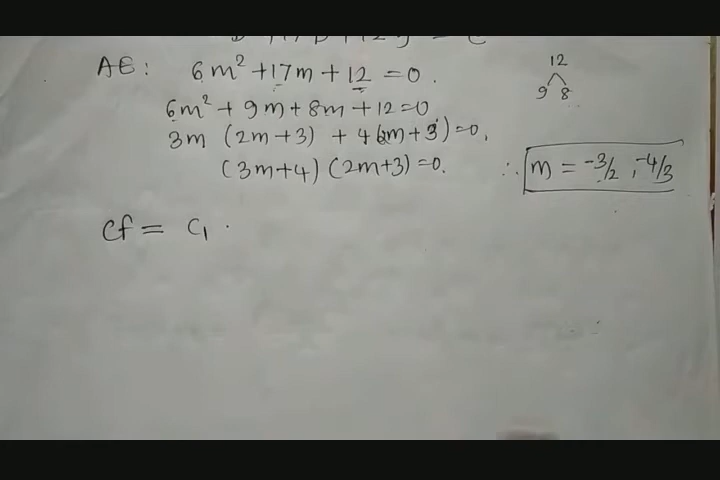 AE: 6m² + 17m + 12 = 0.
12
9 8
6m² + 9m + 8m + 12 = 0
3m (2m + 3) + 4(2m + 3) = 0,
(3m + 4) (2m + 3) = 0. ∴ m = -3/2 , -4/3
Cf = C₁ .